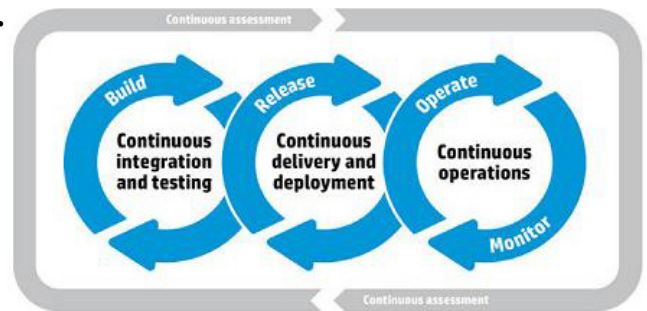 Continuous assessment
Build
Release
Operate
Continuous
integration
and testing
Continuous
delivery and
deployment
Continuous
operations
Monitor
Continuous assessment